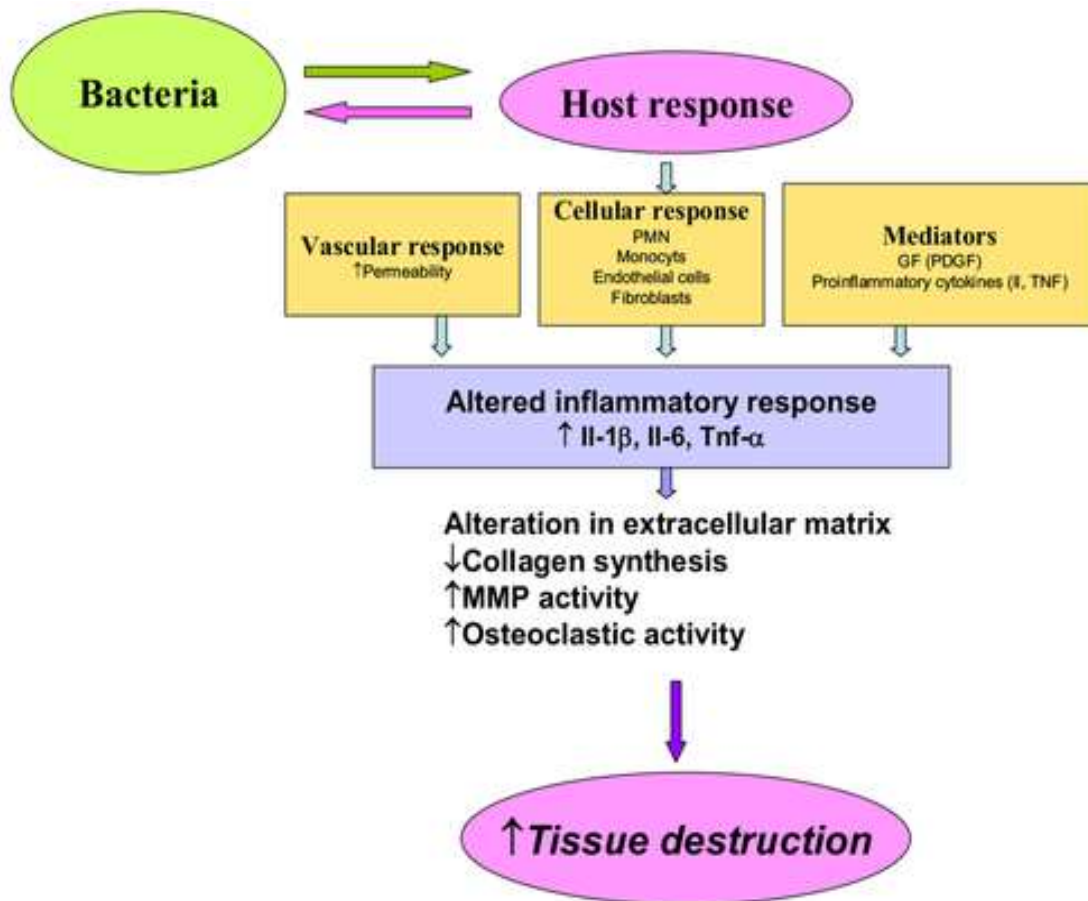 Bacteria
Host response
Vascular response
↑Permeability
Cellular response
PMN
Monocyts
Endothelial cells
Fibroblasts
Mediators
GF (PDGF)
Proinflammatory cytokines (Il, TNF)
Altered inflammatory response
↑ Il-1β, Il-6, Tnf-α
Alteration in extracellular matrix
↓Collagen synthesis
↑MMP activity
↑Osteoclastic activity
↑Tissue destruction